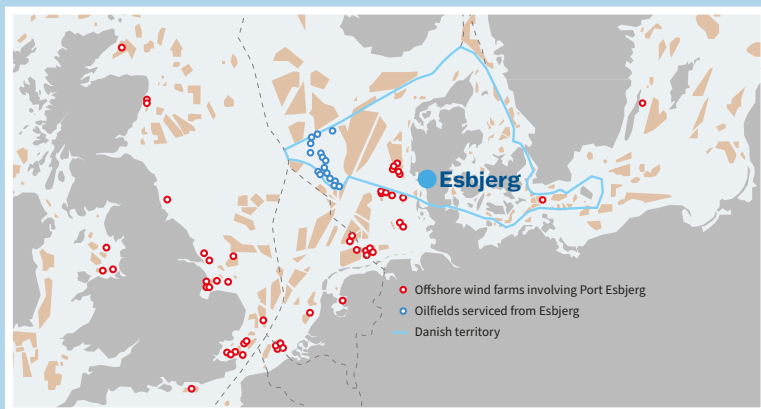 Esbjerg
Offshore wind farms involving Port Esbjerg
Oilfields serviced from Esbjerg
Danish territory